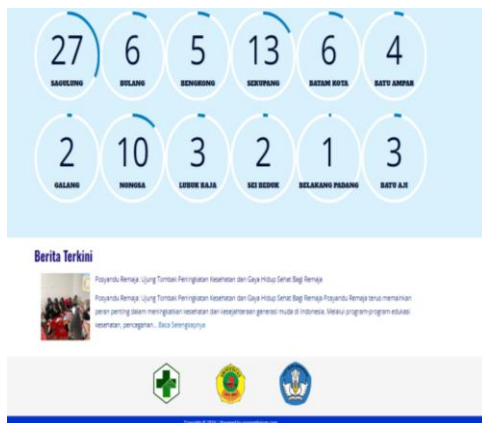 27 6 5 13 6 4
SAGULUNG BULANG BENGKONG SEKUPANG BATAM KOTA BATU AMPAR
2 10 3 2 1 3
GALANG NONGSA LUBUK BAJA SEI BEDUK BELAKANG PADANG BATU AJI
Berita Terkini
Posyandu Remaja: Ujung Tombak Peningkatan Kesehatan dan Gaya Hidup Sehat Bagi Remaja
Posyandu Remaja: Ujung Tombak Peningkatan Kesehatan dan Gaya Hidup Sehat Bagi Remaja Posyandu Remaja terus memainkan
peran penting dalam meningkatkan kesehatan dan kesejahteraan generasi muda di Indonesia. Melalui program-program edukasi
kesehatan, pencegahan... Baca Selengkapnya